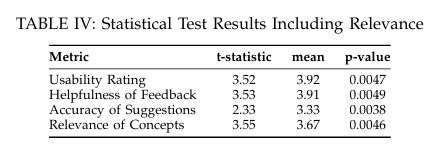 TABLE IV: Statistical Test Results Including Relevance
Metric t-statistic mean p-value
Usability Rating 3.52 3.92 0.0047
Helpfulness of Feedback 3.53 3.91 0.0049
Accuracy of Suggestions 2.33 3.33 0.0038
Relevance of Concepts 3.55 3.67 0.0046